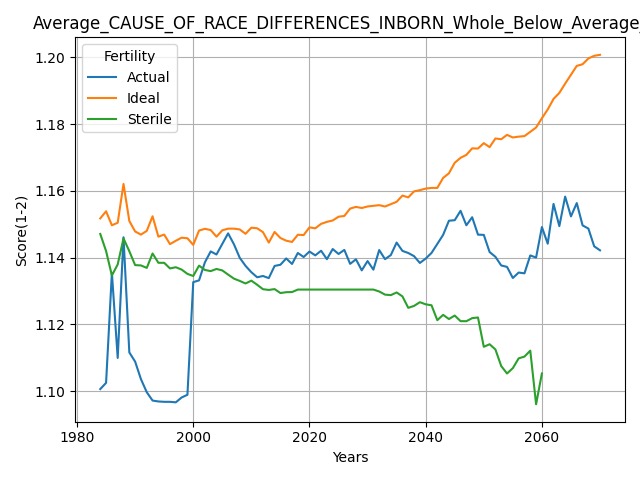 Average_CAUSE_OF_RACE_DIFFERENCES_INBORN_Whole_Below_Average_
Fertility
Actual
Ideal
Sterile
Score(1-2)
1.20
1.18
1.16
1.14
1.12
1.10
1980
2000
2020
2040
2060
Years